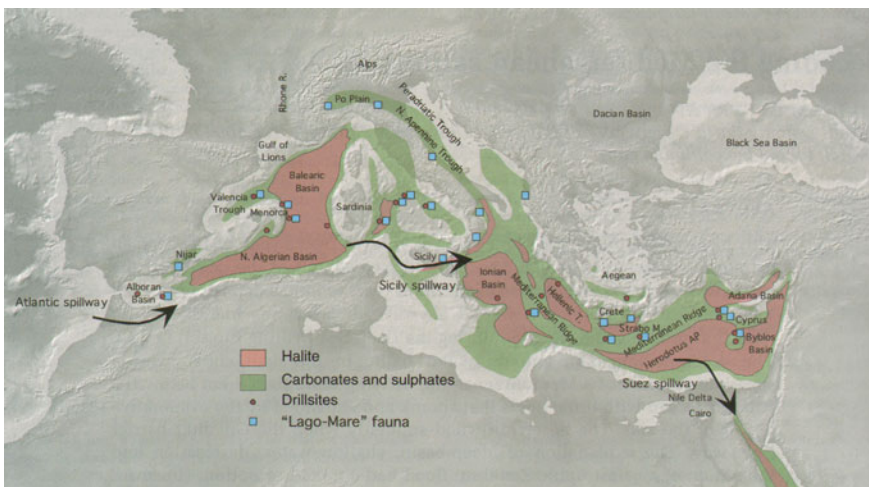 Alps
Rhone R.
Po Plain
Periadriatic Trough
N. Apennine Trough
Dacian Basin
Black Sea Basin
Gulf of
Lions
Balearic
Basin
Valencia
Trough
Menorca
Sardinia
Nijar
N. Algerian Basin
Sicily
Sicily spillway
Alboran
Basin
Atlantic spillway
Ionian
Basin
Mediterranean Ridge
Hellenic T.
Aegean
Crete
Strabo M.
Mediterranean Ridge
Herodotus AP
Adana Basin
Cyprus
Byblos
Basin
Suez spillway
Nile Delta
Cairo
Halite
Carbonates and sulphates
Drillsites
"Lago-Mare" fauna